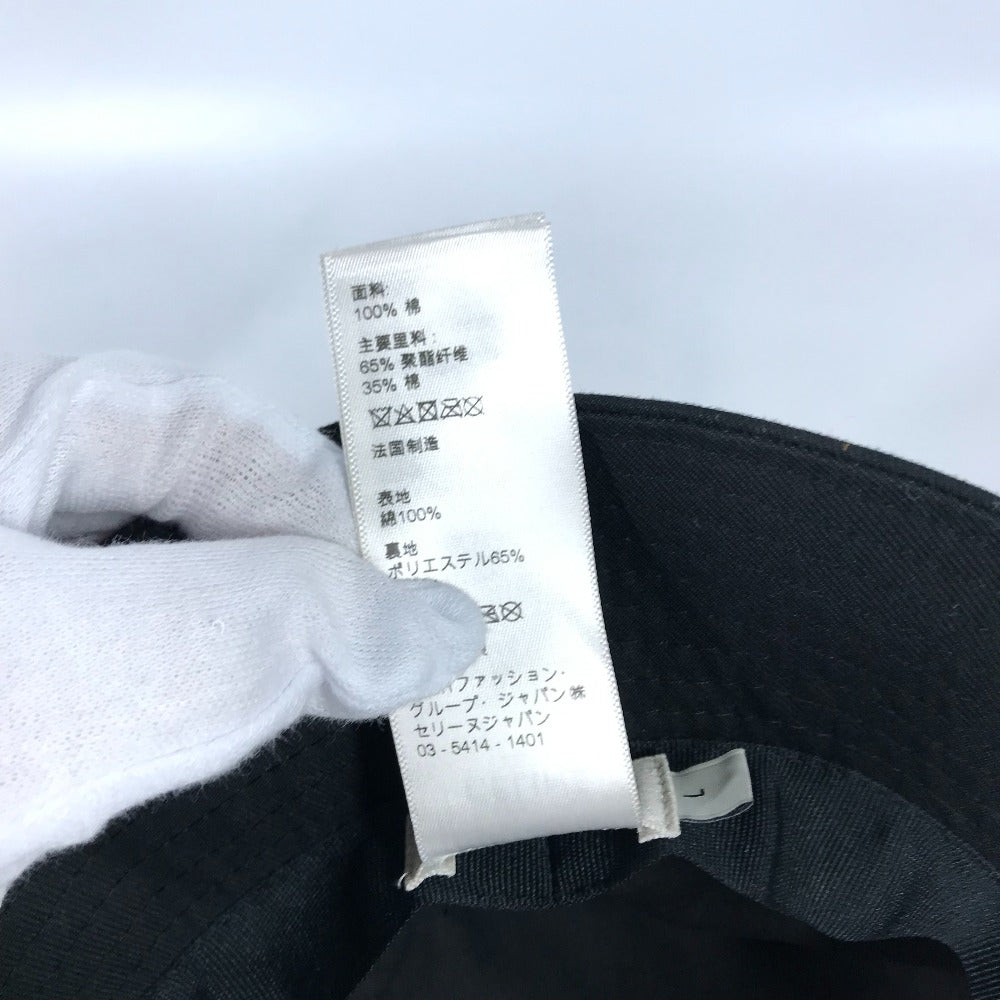 面料:
100% 棉
主要里料:
65% 聚酯纤维
35% 棉
法国制造
表地
綿100%
裏地
ポリエステル65%
ファッション・
グループ・ジャパン㈱
セリーヌジャパン
03 - 5414 - 1401
L